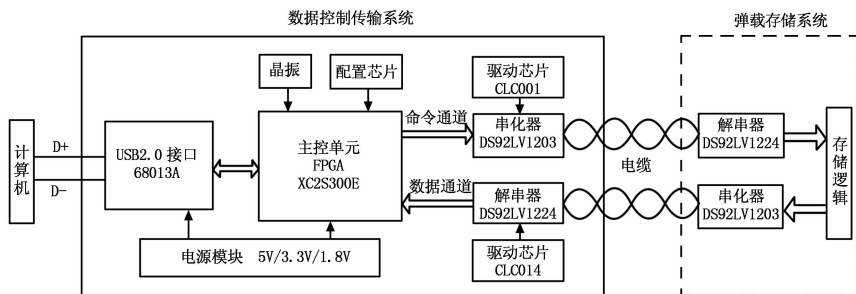 数据控制传输系统
弹载存储系统
晶振
配置芯片
驱动芯片
CLC001
命令通道
串化器
DS92LV1203
解串器
DS92LV1224
计算机
D+
D-
USB2.0 接口
68013A
主控单元
FPGA
XC2S300E
电缆
存储逻辑
数据通道
解串器
DS92LV1224
串化器
DS92LV1203
电源模块 5V/3.3V/1.8V
驱动芯片
CLC014